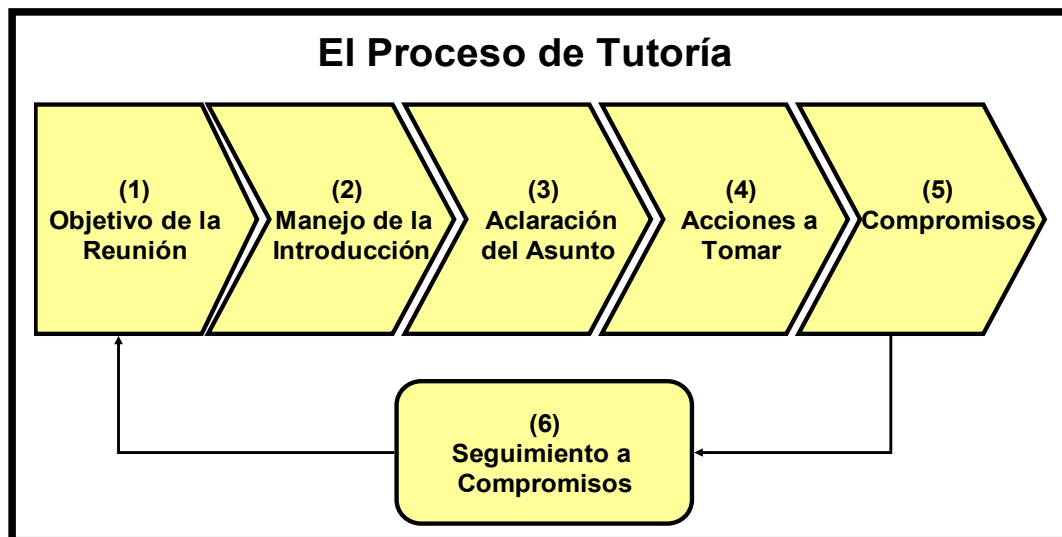 El Proceso de Tutoría
(1)
Objetivo de la
Reunión
(2)
Manejo de la
Introducción
(3)
Aclaración
del Asunto
(4)
Acciones a
Tomar
(5)
Compromisos
(6)
Seguimiento a
Compromisos